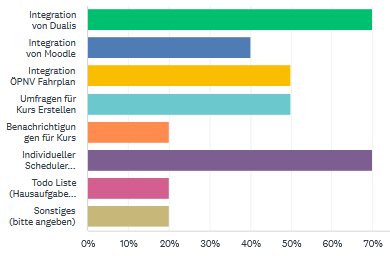 Integration
von Dualis
Integration
von Moodle
Integration
ÖPNV Fahrplan
Umfragen für
Kurs Erstellen
Benachrichtigun
gen für Kurs
Individueller
Scheduler...
Todo Liste
(Hausaufgabe...
Sonstiges
(bitte angeben)
0% 10% 20% 30% 40% 50% 60% 70%